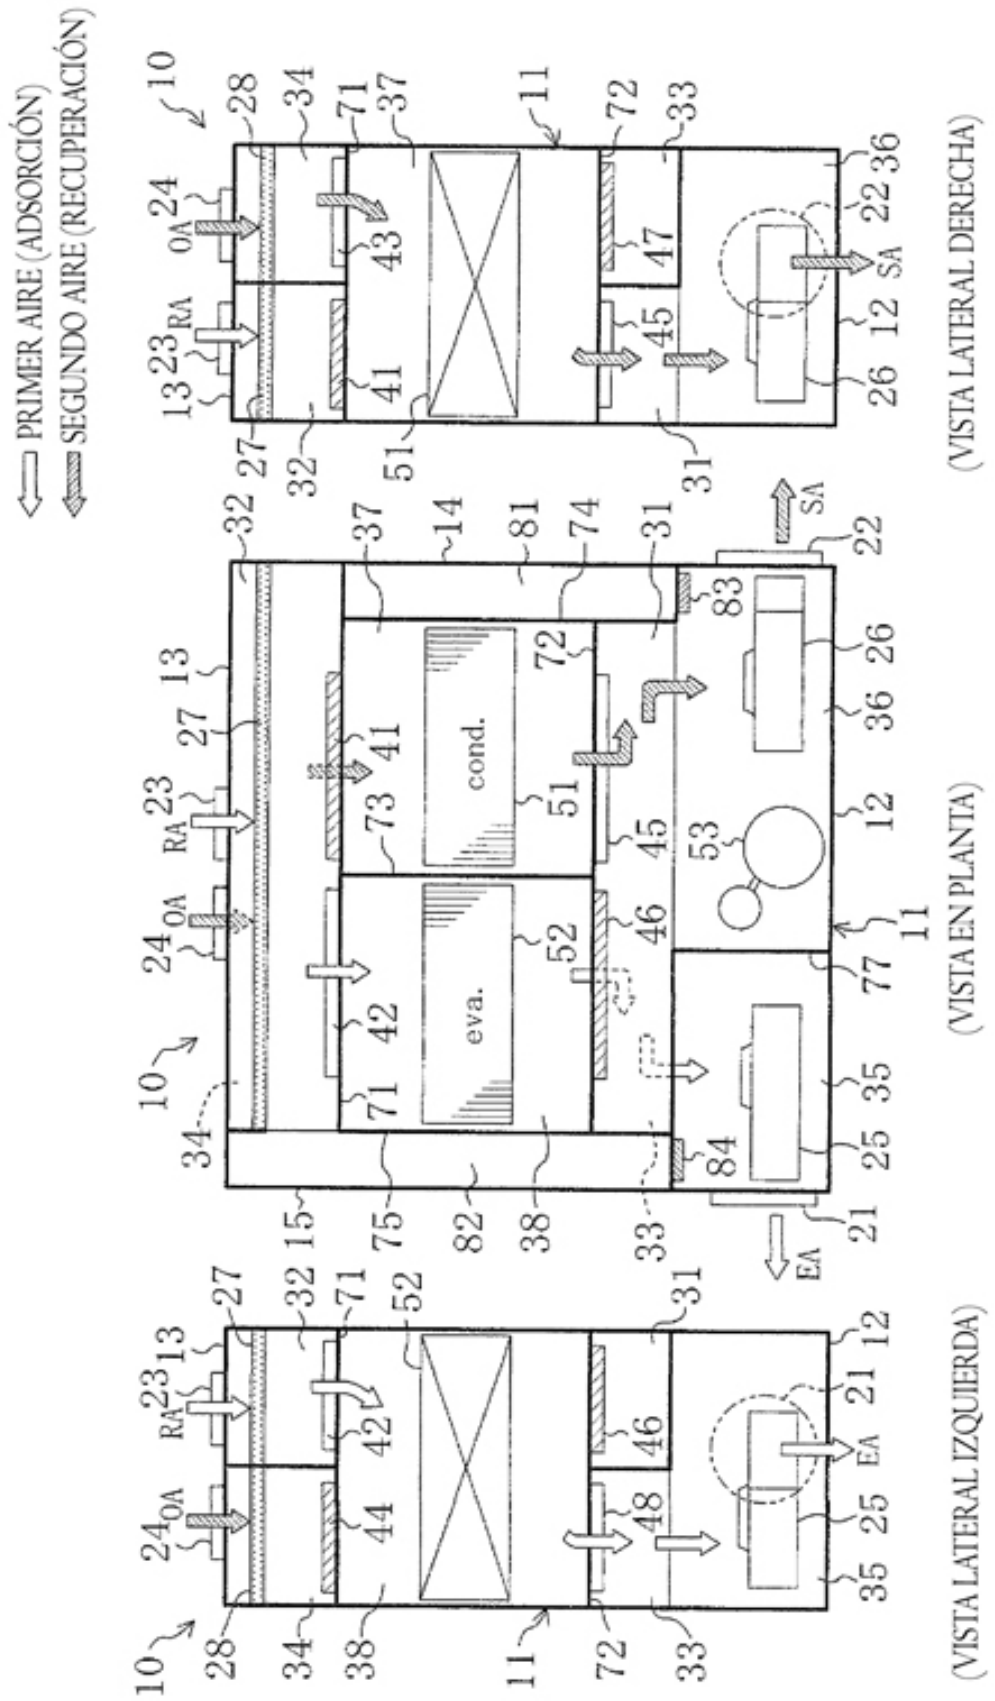 PRIMER AIRE (ADSORCIÓN)
SEGUNDO AIRE (RECUPERACIÓN)
10
24 OA RA 23 13
28 27
34 32
44 42 71
38 52
11 72 48 46 31
33
35 25 EA 21 12
(VISTA LATERAL IZQUIERDA)
10
24 OA RA 23 13 32
34 27
15 75 71 42 73 41 37
82 14
eva. cond.
38 52 51 81
33 46 45 72 74 31
84 53 83
EA 21 SA 22
25 35 77 11 12 36 26
(VISTA EN PLANTA)
10
13 23 RA OA 24
27 28
32 34
41 43 71
51 37
11
45 47 72
31 33
26 12 SA 22 36
(VISTA LATERAL DERECHA)